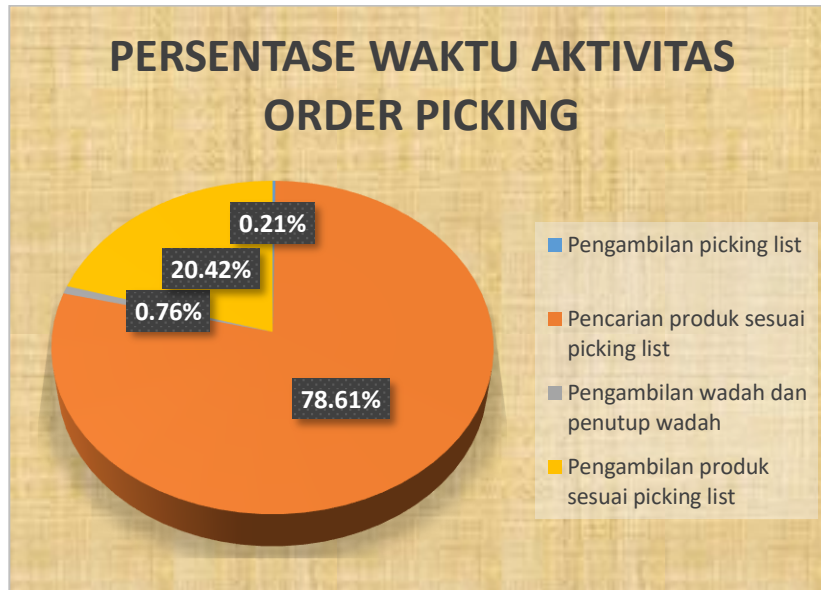 PERSENTASE WAKTU AKTIVITAS
ORDER PICKING
0.21%
20.42%
0.76%
78.61%
Pengambilan picking list
Pencarian produk sesuai
picking list
Pengambilan wadah dan
penutup wadah
Pengambilan produk
sesuai picking list